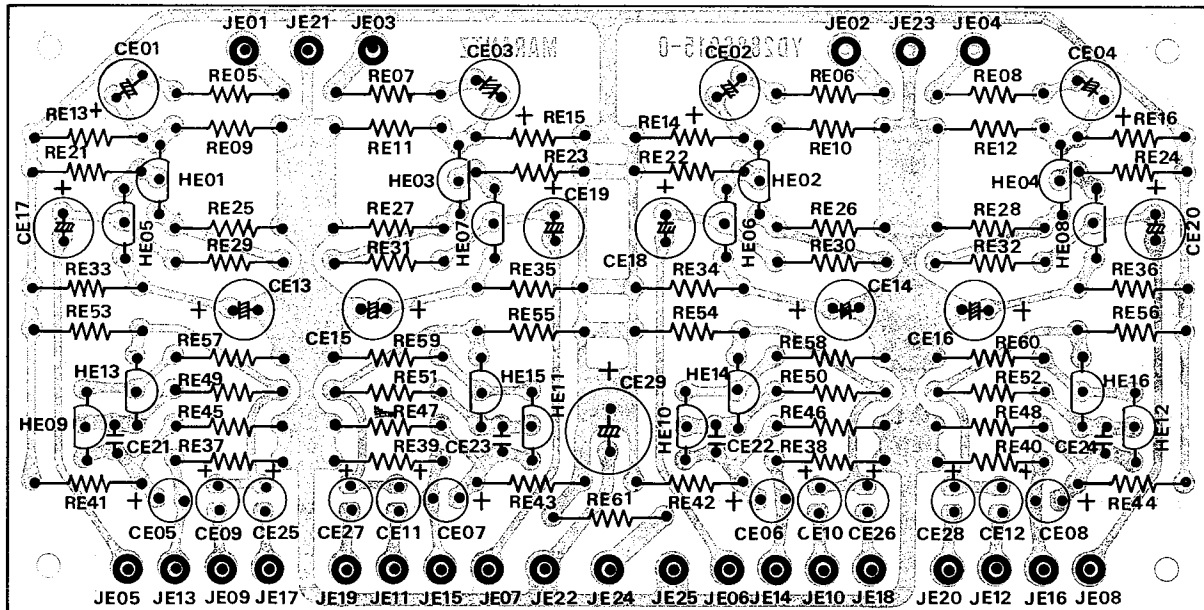 JE01 JE21 JE03 JE02 JE23 JE04
MARANTZ YD2886015-0
CE01 CE03 CE02 CE04
RE05 RE07 RE06 RE08
RE13 RE15 RE14 RE16
RE09 RE11 RE10 RE12
RE21 RE23 RE22 RE24
HE01 HE03 HE02 HE04
CE17 CE19
HE05 RE25 RE27 HE07 HE06 RE26 RE28 HE08 CE20
RE29 RE31 CE18 RE30 RE32
RE33 RE35 RE34 RE36
CE13 CE14
RE53 RE55 RE54 RE56
RE57 CE15 RE59 RE58 CE16 RE60
HE13 RE49 RE51 HE15 HE11 CE29 HE14 RE50 RE52 HE16
HE09 RE45 RE47 HE10 RE46 RE48 HE12
CE21 RE37 RE39 CE23 CE22 RE38 RE40 CE24
RE41 RE43 RE61 RE42 RE44
CE05 CE09 CE25 CE27 CE11 CE07 CE06 CE10 CE26 CE28 CE12 CE08
JE05 JE13 JE09 JE17 JE19 JE11 JE15 JE07 JE22 JE24 JE25 JE06 JE14 JE10 JE18 JE20 JE12 JE16 JE08